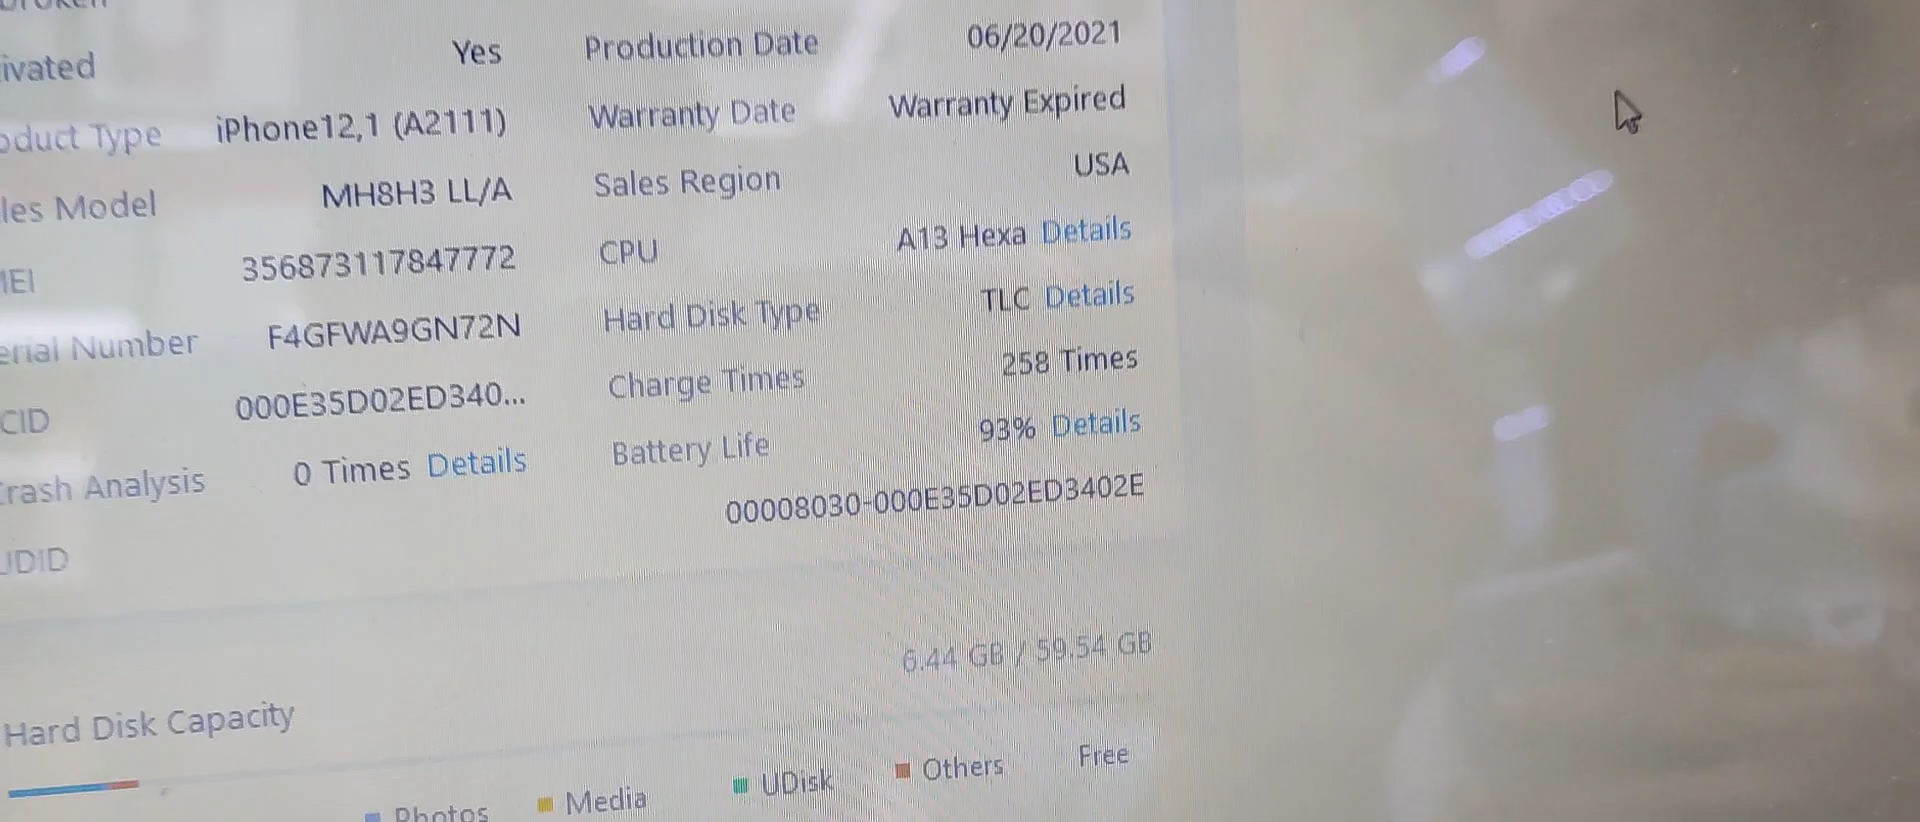 ivated Yes Production Date 06/20/2021
oduct Type iPhone12,1 (A2111) Warranty Date Warranty Expired
les Model MH8H3 LL/A Sales Region USA
MEI 356873117847772 CPU A13 Hexa Details
erial Number F4GFWA9GN72N Hard Disk Type TLC Details
CID 000E35D02ED340... Charge Times 258 Times
Crash Analysis 0 Times Details Battery Life 93% Details
UDID 00008030-000E35D02ED3402E
Hard Disk Capacity 6.44 GB / 59.54 GB
Photos Media UDisk Others Free